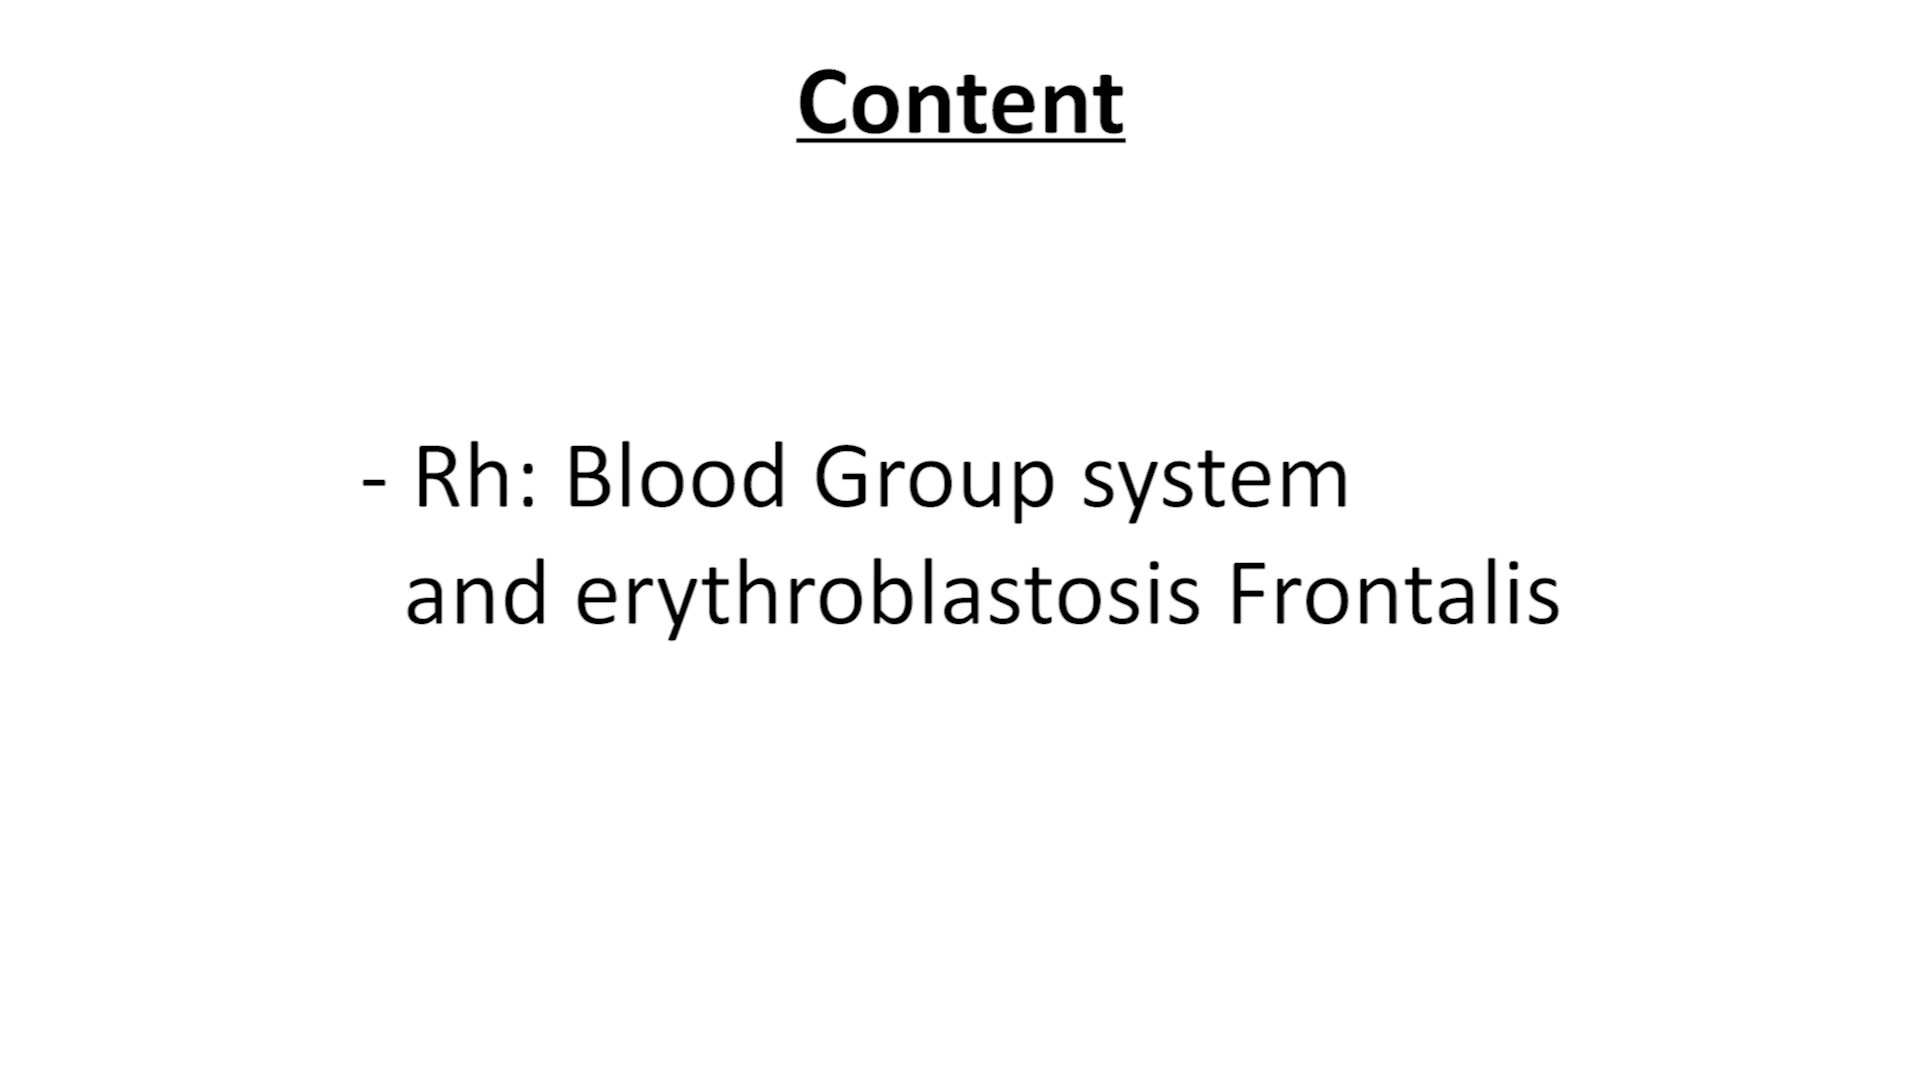 Content
- Rh: Blood Group system
and erythroblastosis Frontalis